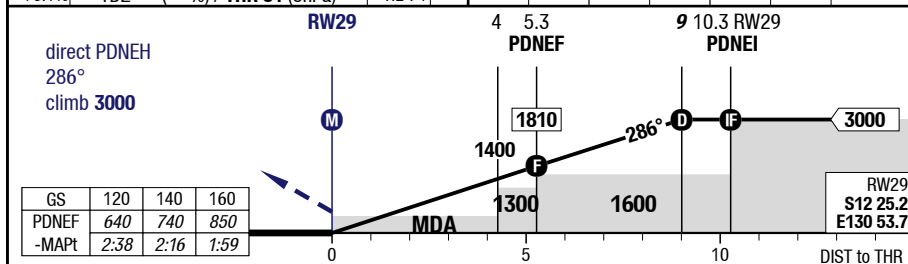 RW29 4 5.3 9 10.3 RW29
PDNEF PDNEI
direct PDNEH
286°
climb 3000
M 1810 286° D IF 3000
1400
F
1300 1600
MDA
GS 120 140 160
PDNEF 640 740 850
-MAPt 2:38 2:16 1:59
RW29
S12 25.2
E130 53.7
0 5 10 DIST to THR